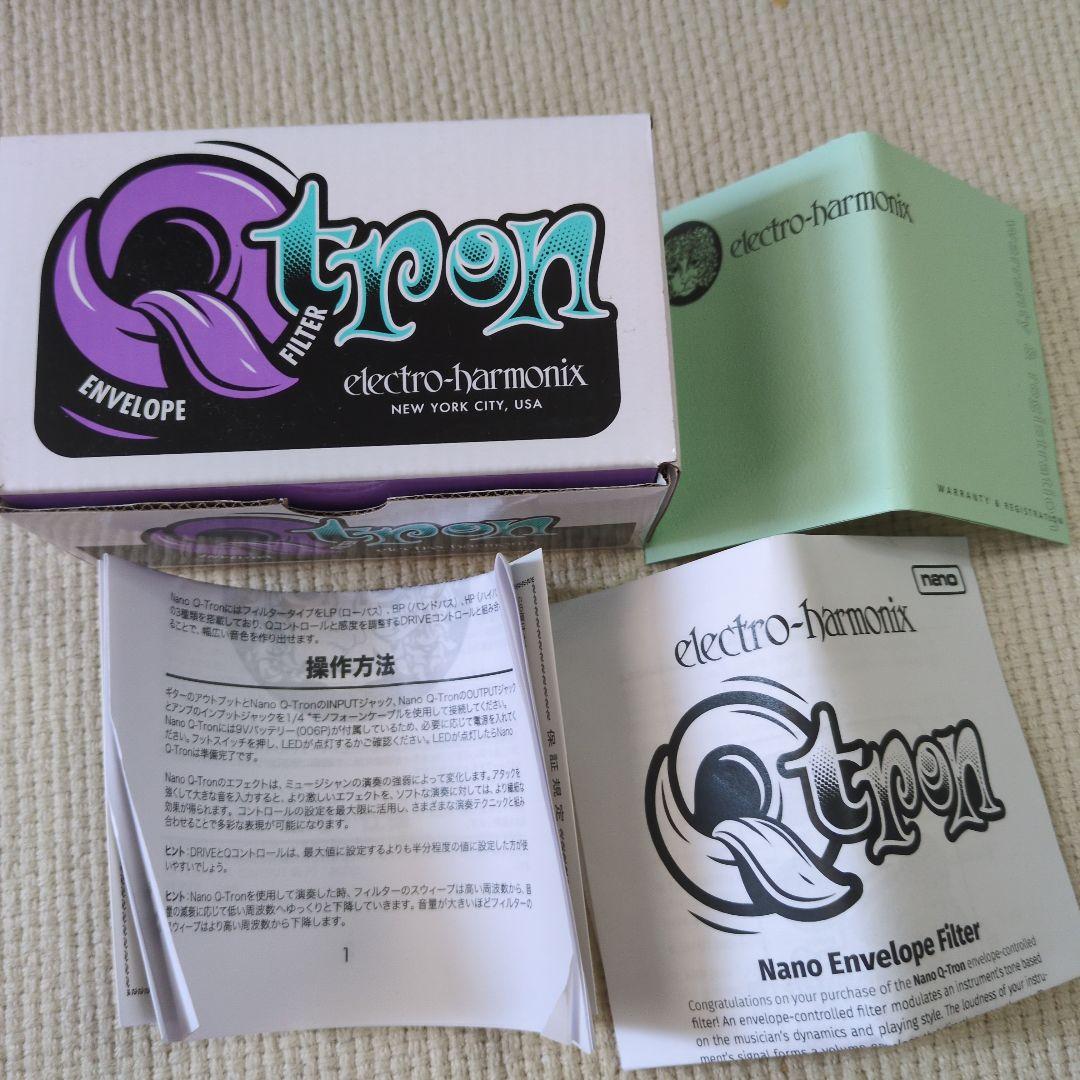 Qtron
ENVELOPE
FILTER
electro-harmonix
NEW YORK CITY, USA
Qtron
electro-harmonix
WARRANTY & REGISTRATION
Nano Q-TronにはフィルタータイプをLP(ローパス)、BP(バンドパス)、HP(ハイパ
の3種類を搭載しており、Qコントロールと感度を調整するDRIVEコントロールと組み合
ることで、幅広い音色を作り出せます。
操作方法
ギターのアウトプットとNano Q-TronのINPUTジャック、Nano Q-TronのOUTPUTジャック
とアンプのインプットジャックを1/4"モノフォーンケーブルを使用して接続してください。
Nano Q-Tronには9Vバッテリー(006P)が付属しているため、必要に応じて電源を入れてく
ださい。フットスイッチを押し、LEDが点灯するかご確認ください。LEDが点灯したらNano
Q-Tronは準備完了です。
Nano Q-Tronのエフェクトは、ミュージシャンの演奏の強弱によって変化します。アタックを
強くして大きな音を入力すると、より激しいエフェクトを、ソフトな演奏に対しては、より繊細な
効果が得られます。コントロールの設定を最大限に活用し、さまざまな演奏テクニックと組み
合わせることで多彩な表現が可能になります。
ヒント:DRIVEとQコントロールは、最大値に設定するよりも半分程度の値に設定した方が使
いやすいでしょう。
ヒント:Nano Q-Tronを使用して演奏した時、フィルターのスウィープは高い周波数から、音
量の減衰に応じて低い周波数へゆっくりと下降していきます。音量が大きいほどフィルターの
スウィープはより高い周波数から下降します。
1
保証規定
nano
electro-harmonix
Qtron
Nano Envelope Filter
Congratulations on your purchase of the Nano Q-Tron envelope-controlled
filter! An envelope-controlled filter modulates an instrument's tone based
on the musician's dynamics and playing style. The loudness of your instru-
ment's signal forms a volume